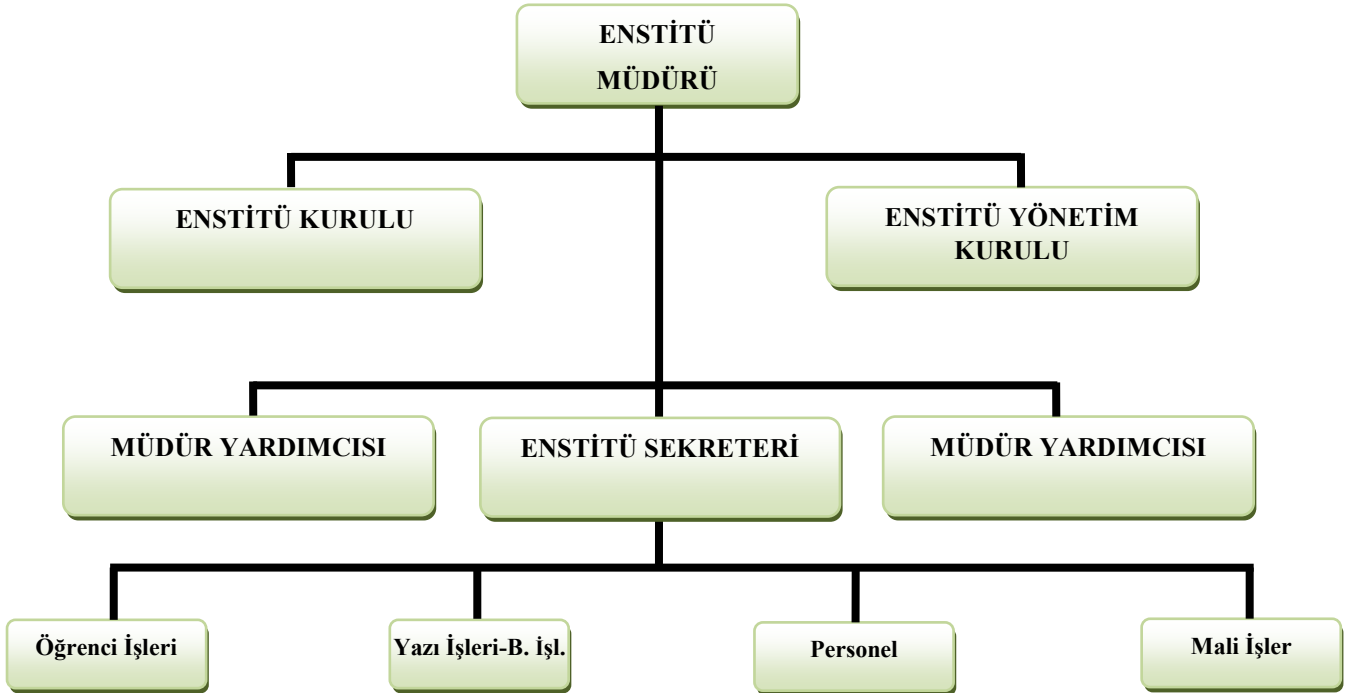 ENSTİTÜ
MÜDÜRÜ
ENSTİTÜ KURULU
ENSTİTÜ YÖNETİM
KURULU
MÜDÜR YARDIMCISI
ENSTİTÜ SEKRETERİ
MÜDÜR YARDIMCISI
Öğrenci İşleri
Yazı İşleri-B. İşl.
Personel
Mali İşler